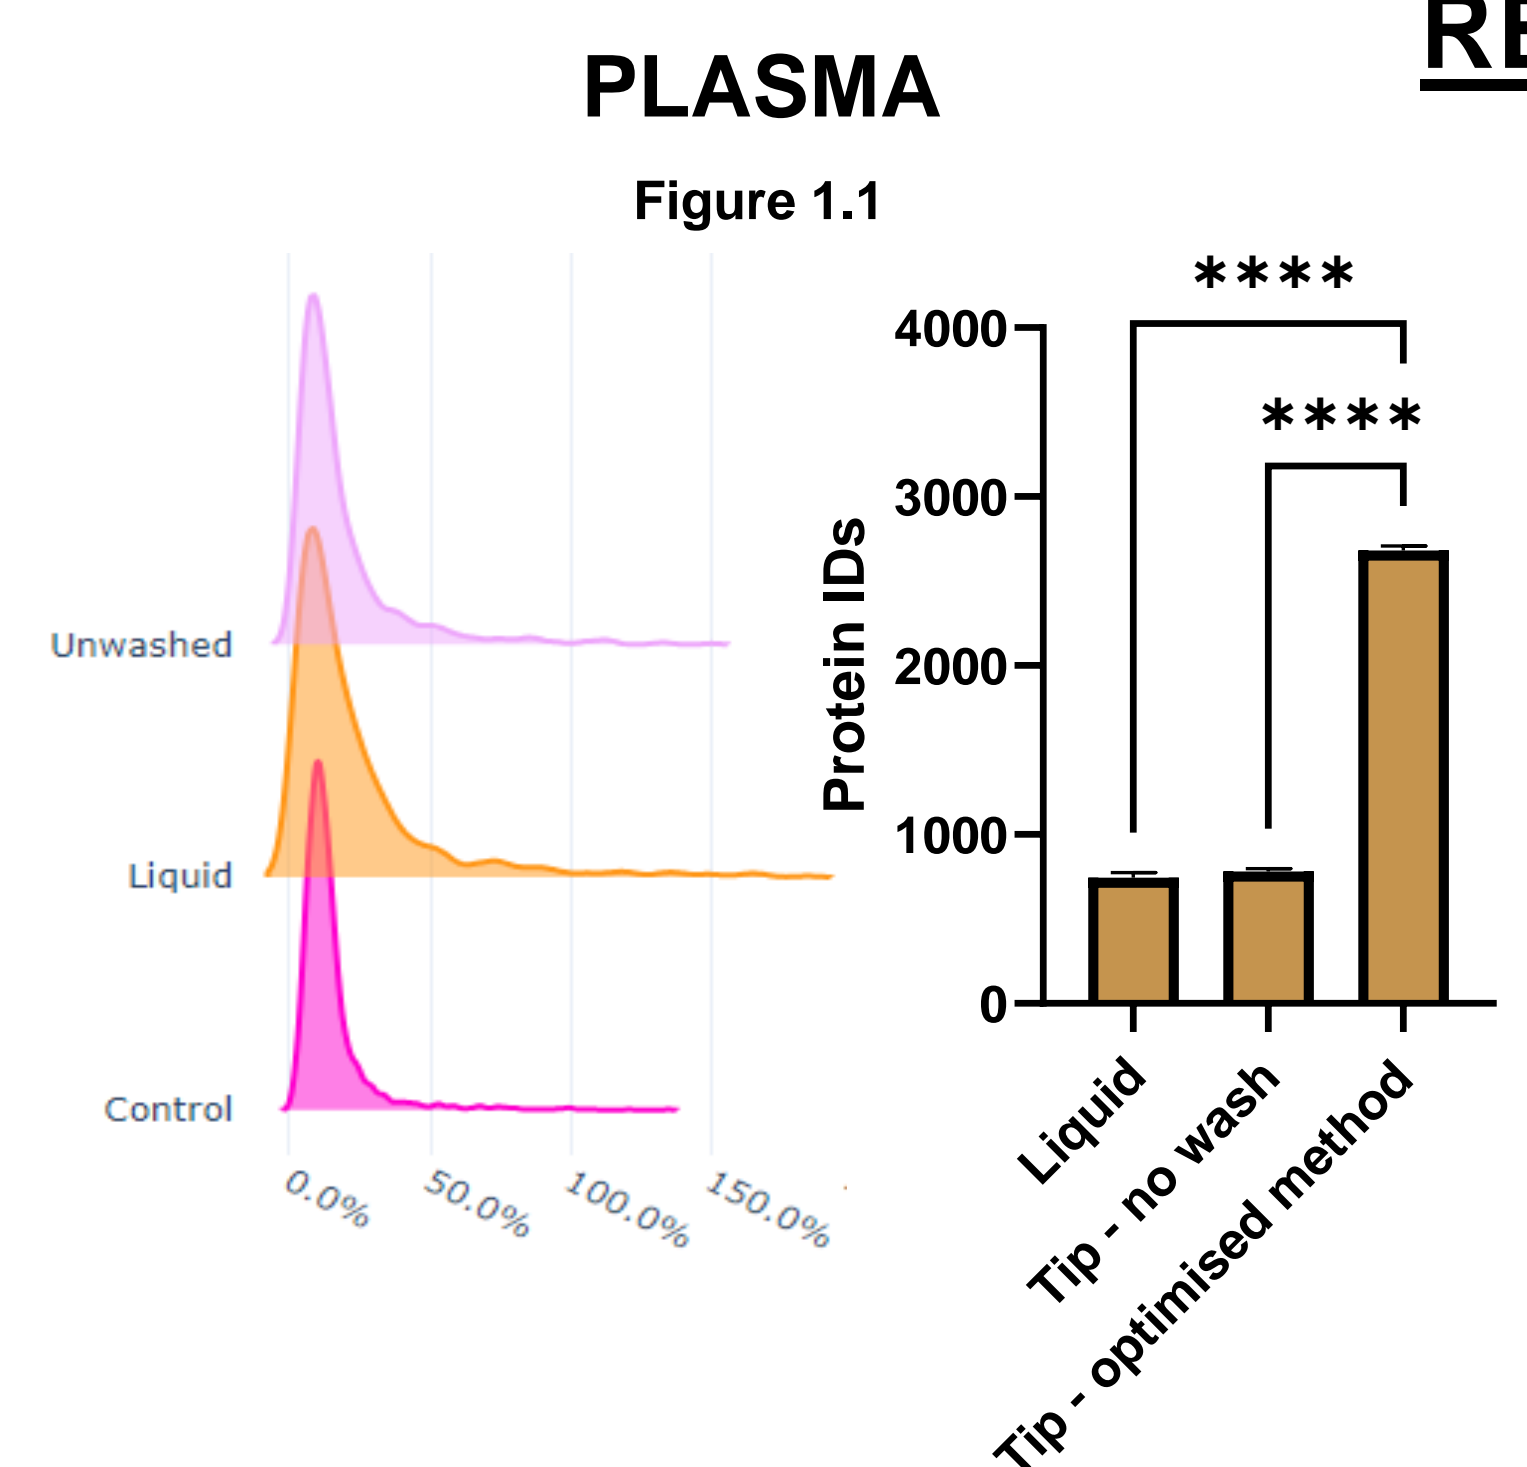 RE
PLASMA
Figure 1.1
Unwashed
Liquid
Control
0.0%
50.0%
100.0%
150.0%
****
****
Protein IDs
4000
3000
2000
1000
0
Liquid
Tip - no wash
Tip - optimised method